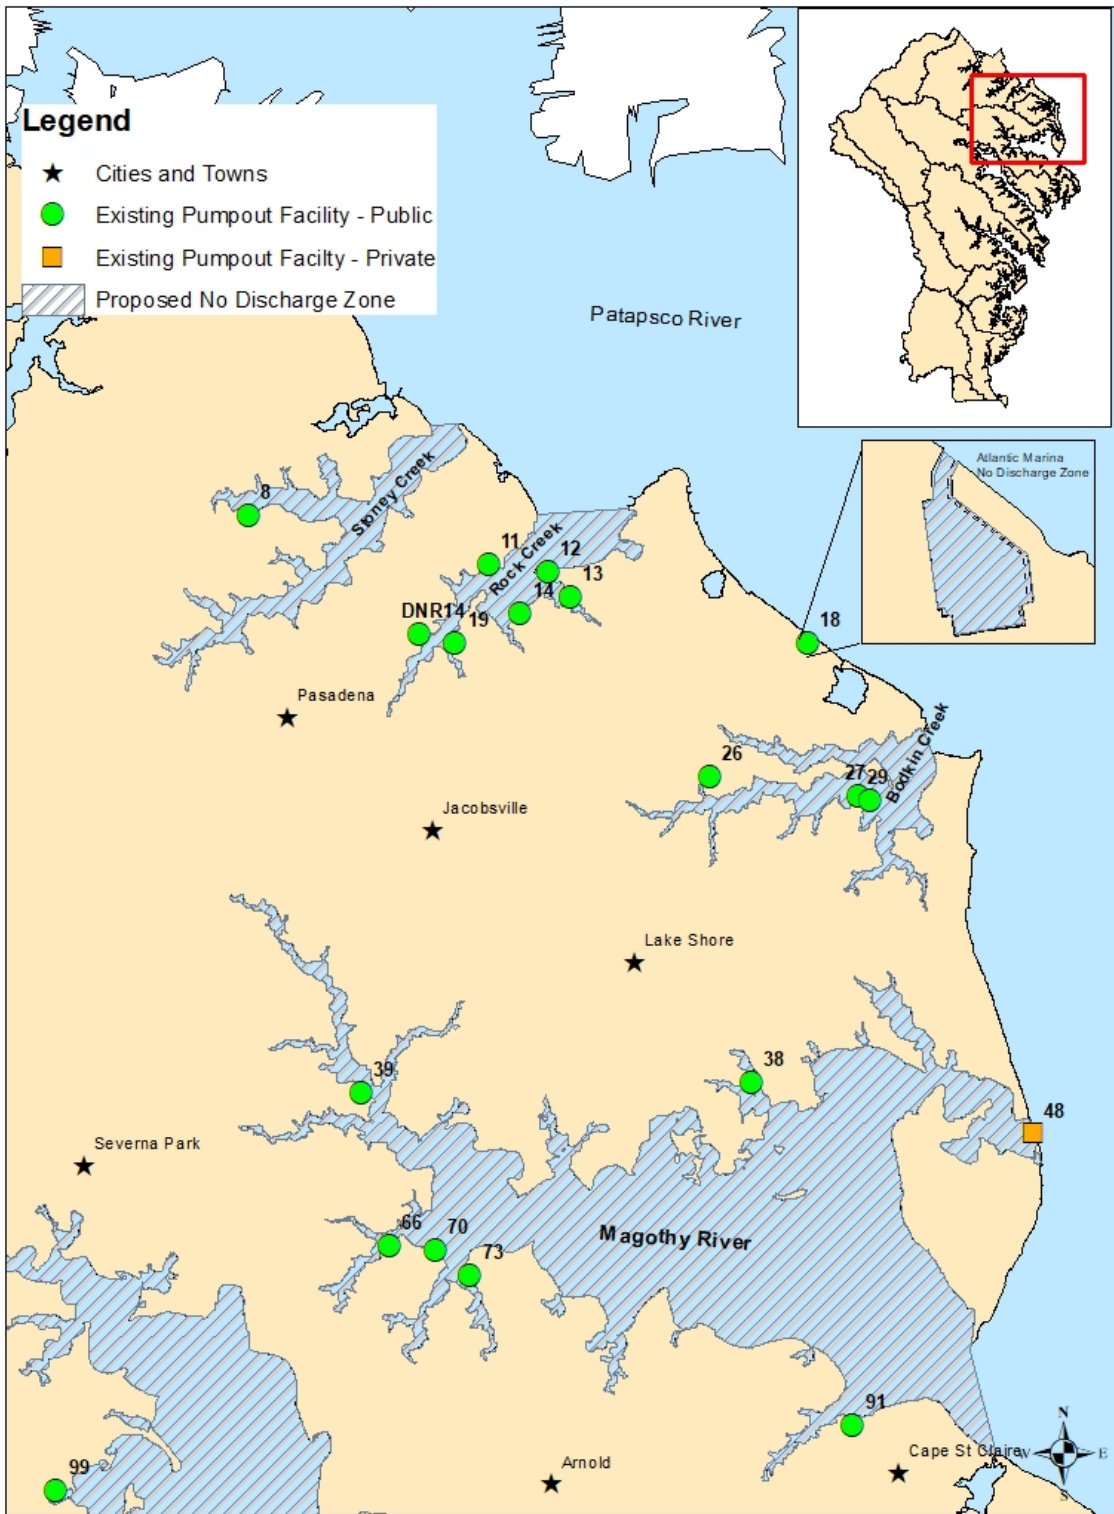 Legend
Cities and Towns
Existing Pumpout Facility - Public
Existing Pumpout Facilty - Private
Proposed No Discharge Zone
Patapsco River
Atlantic Marina
No Discharge Zone
Stoney Creek
8
11
Rock Creek
12
13
14
DNR14
19
18
Pasadena
26
27
29
Bodkin Creek
Jacobsville
Lake Shore
39
38
48
Severna Park
66
70
73
Magothy River
91
99
Arnold
Cape St Claire
N
W
E
S